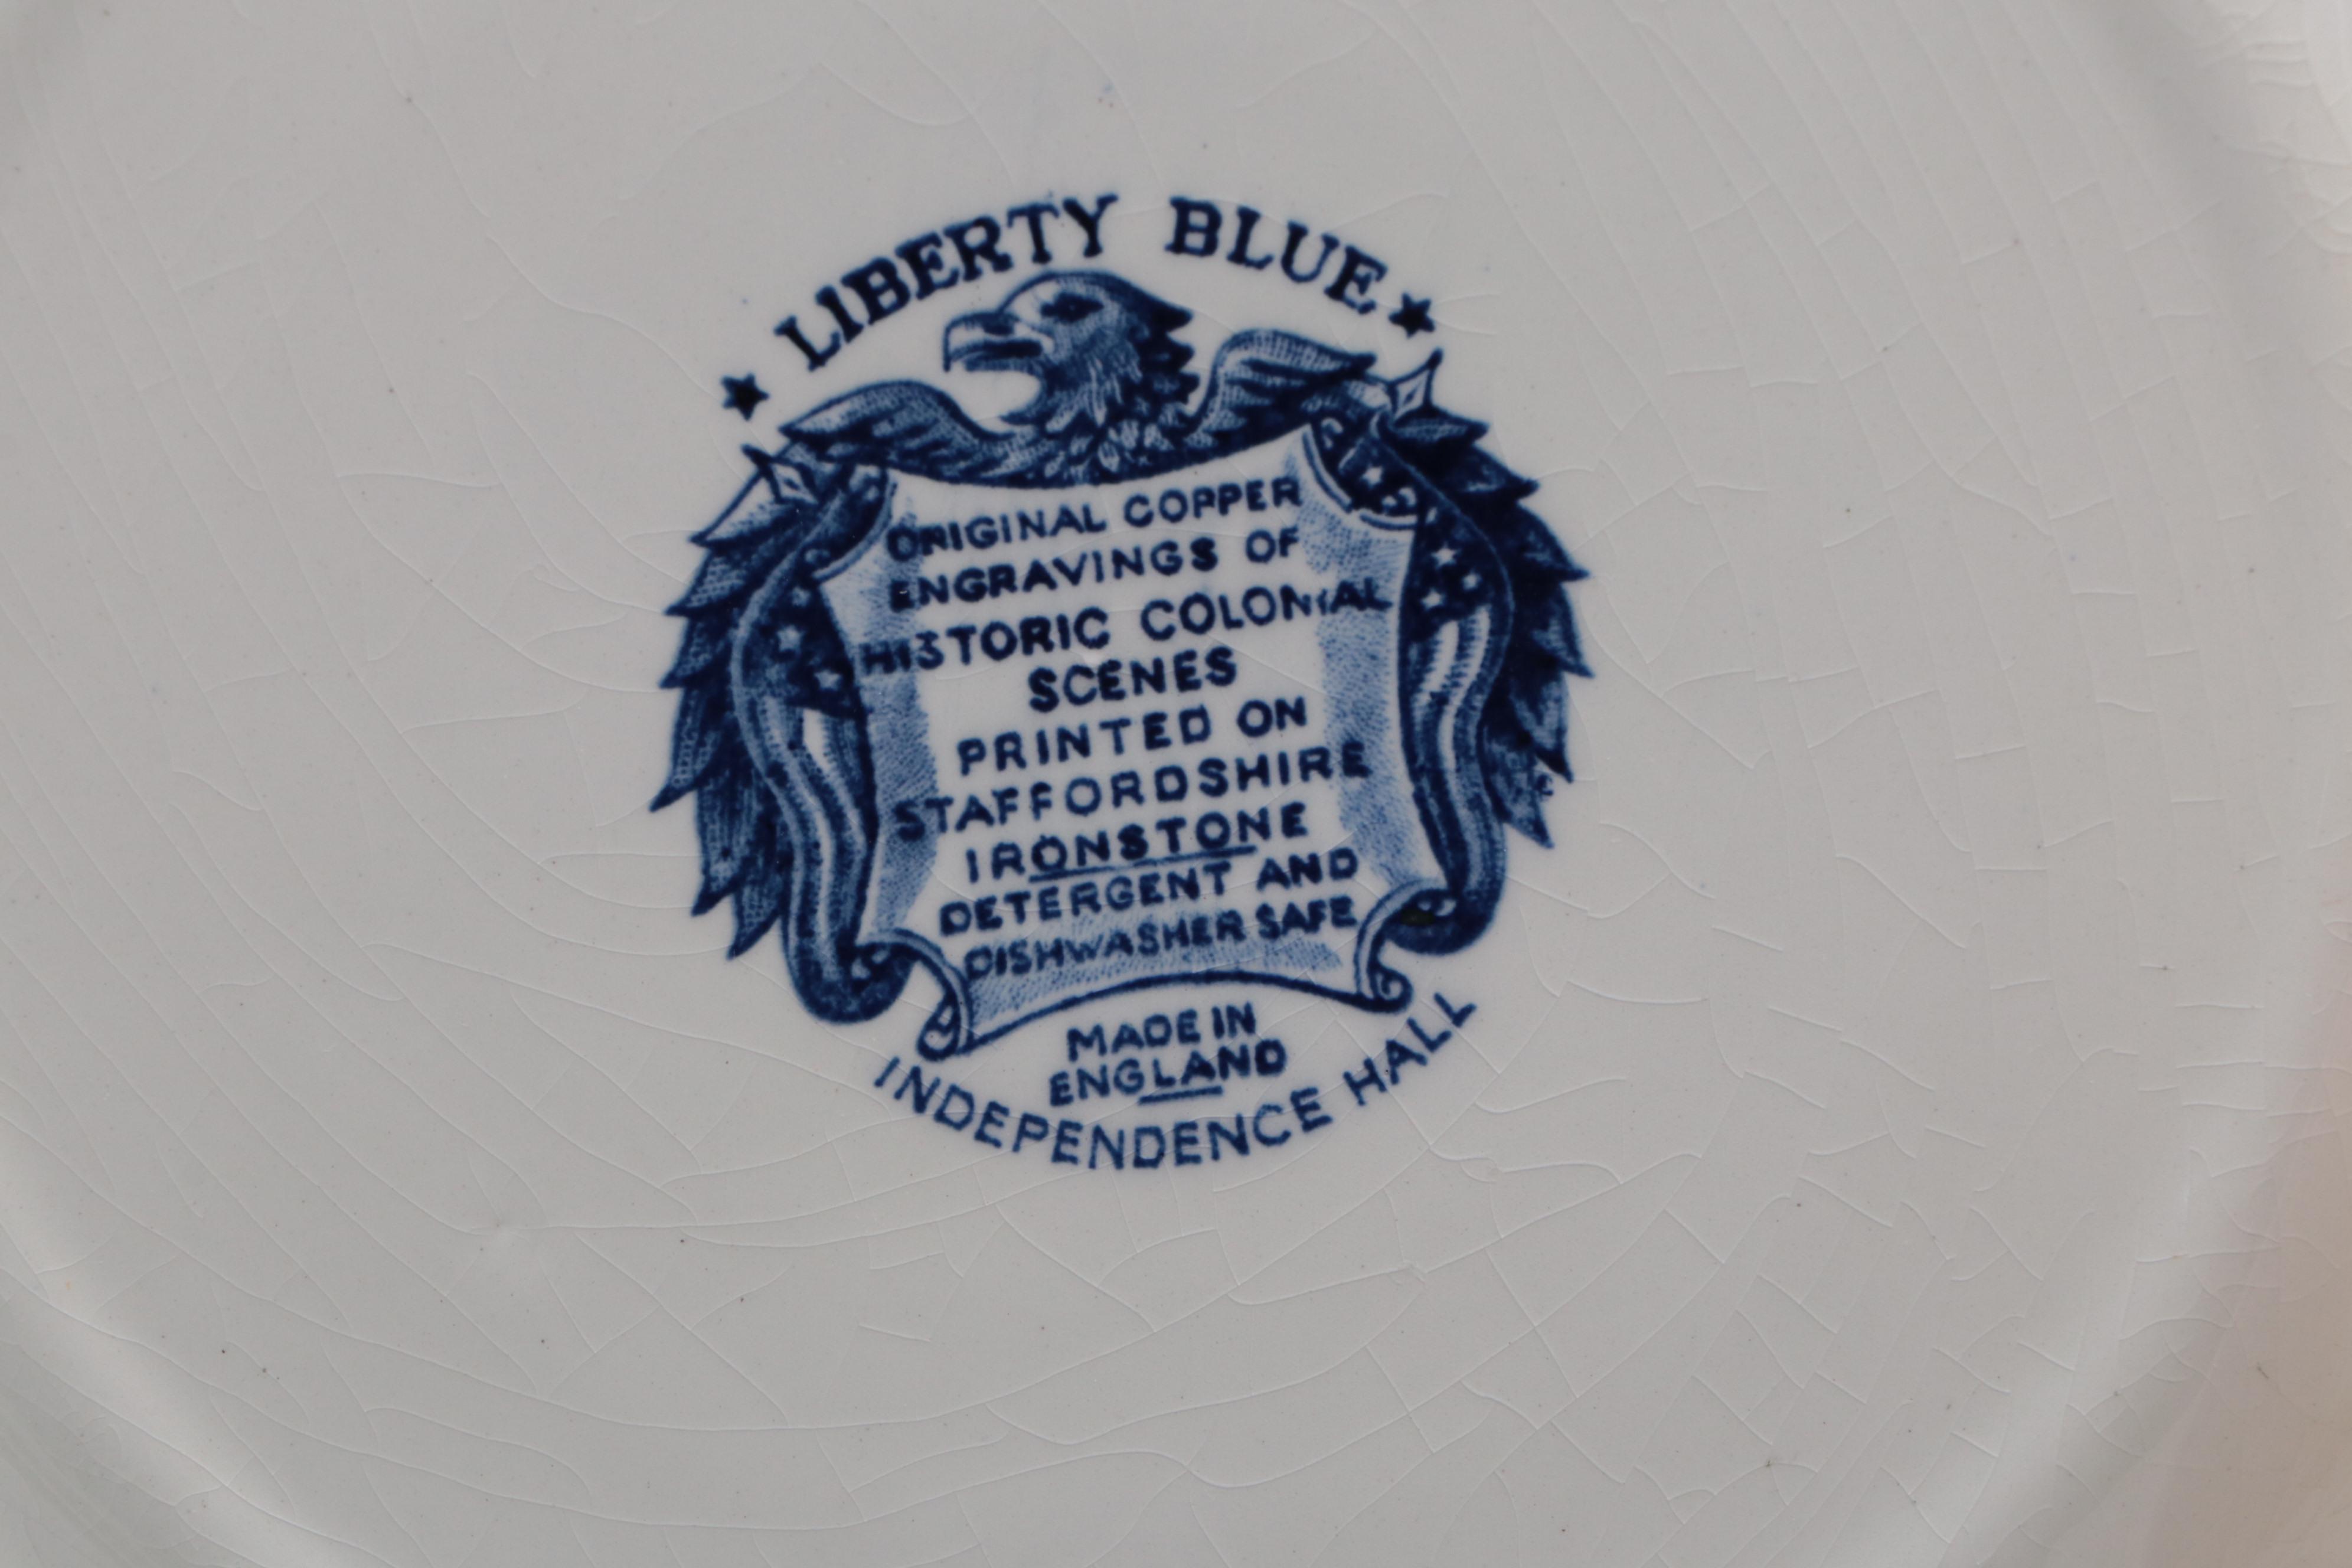 LIBERTY BLUE
ORIGINAL COPPER
ENGRAVINGS OF
HISTORIC COLONIAL
SCENES
PRINTED ON
STAFFORDSHIRE
IRONSTONE
DETERGENT AND
DISHWASHER SAFE
MADE IN
ENGLAND
INDEPENDENCE HALL